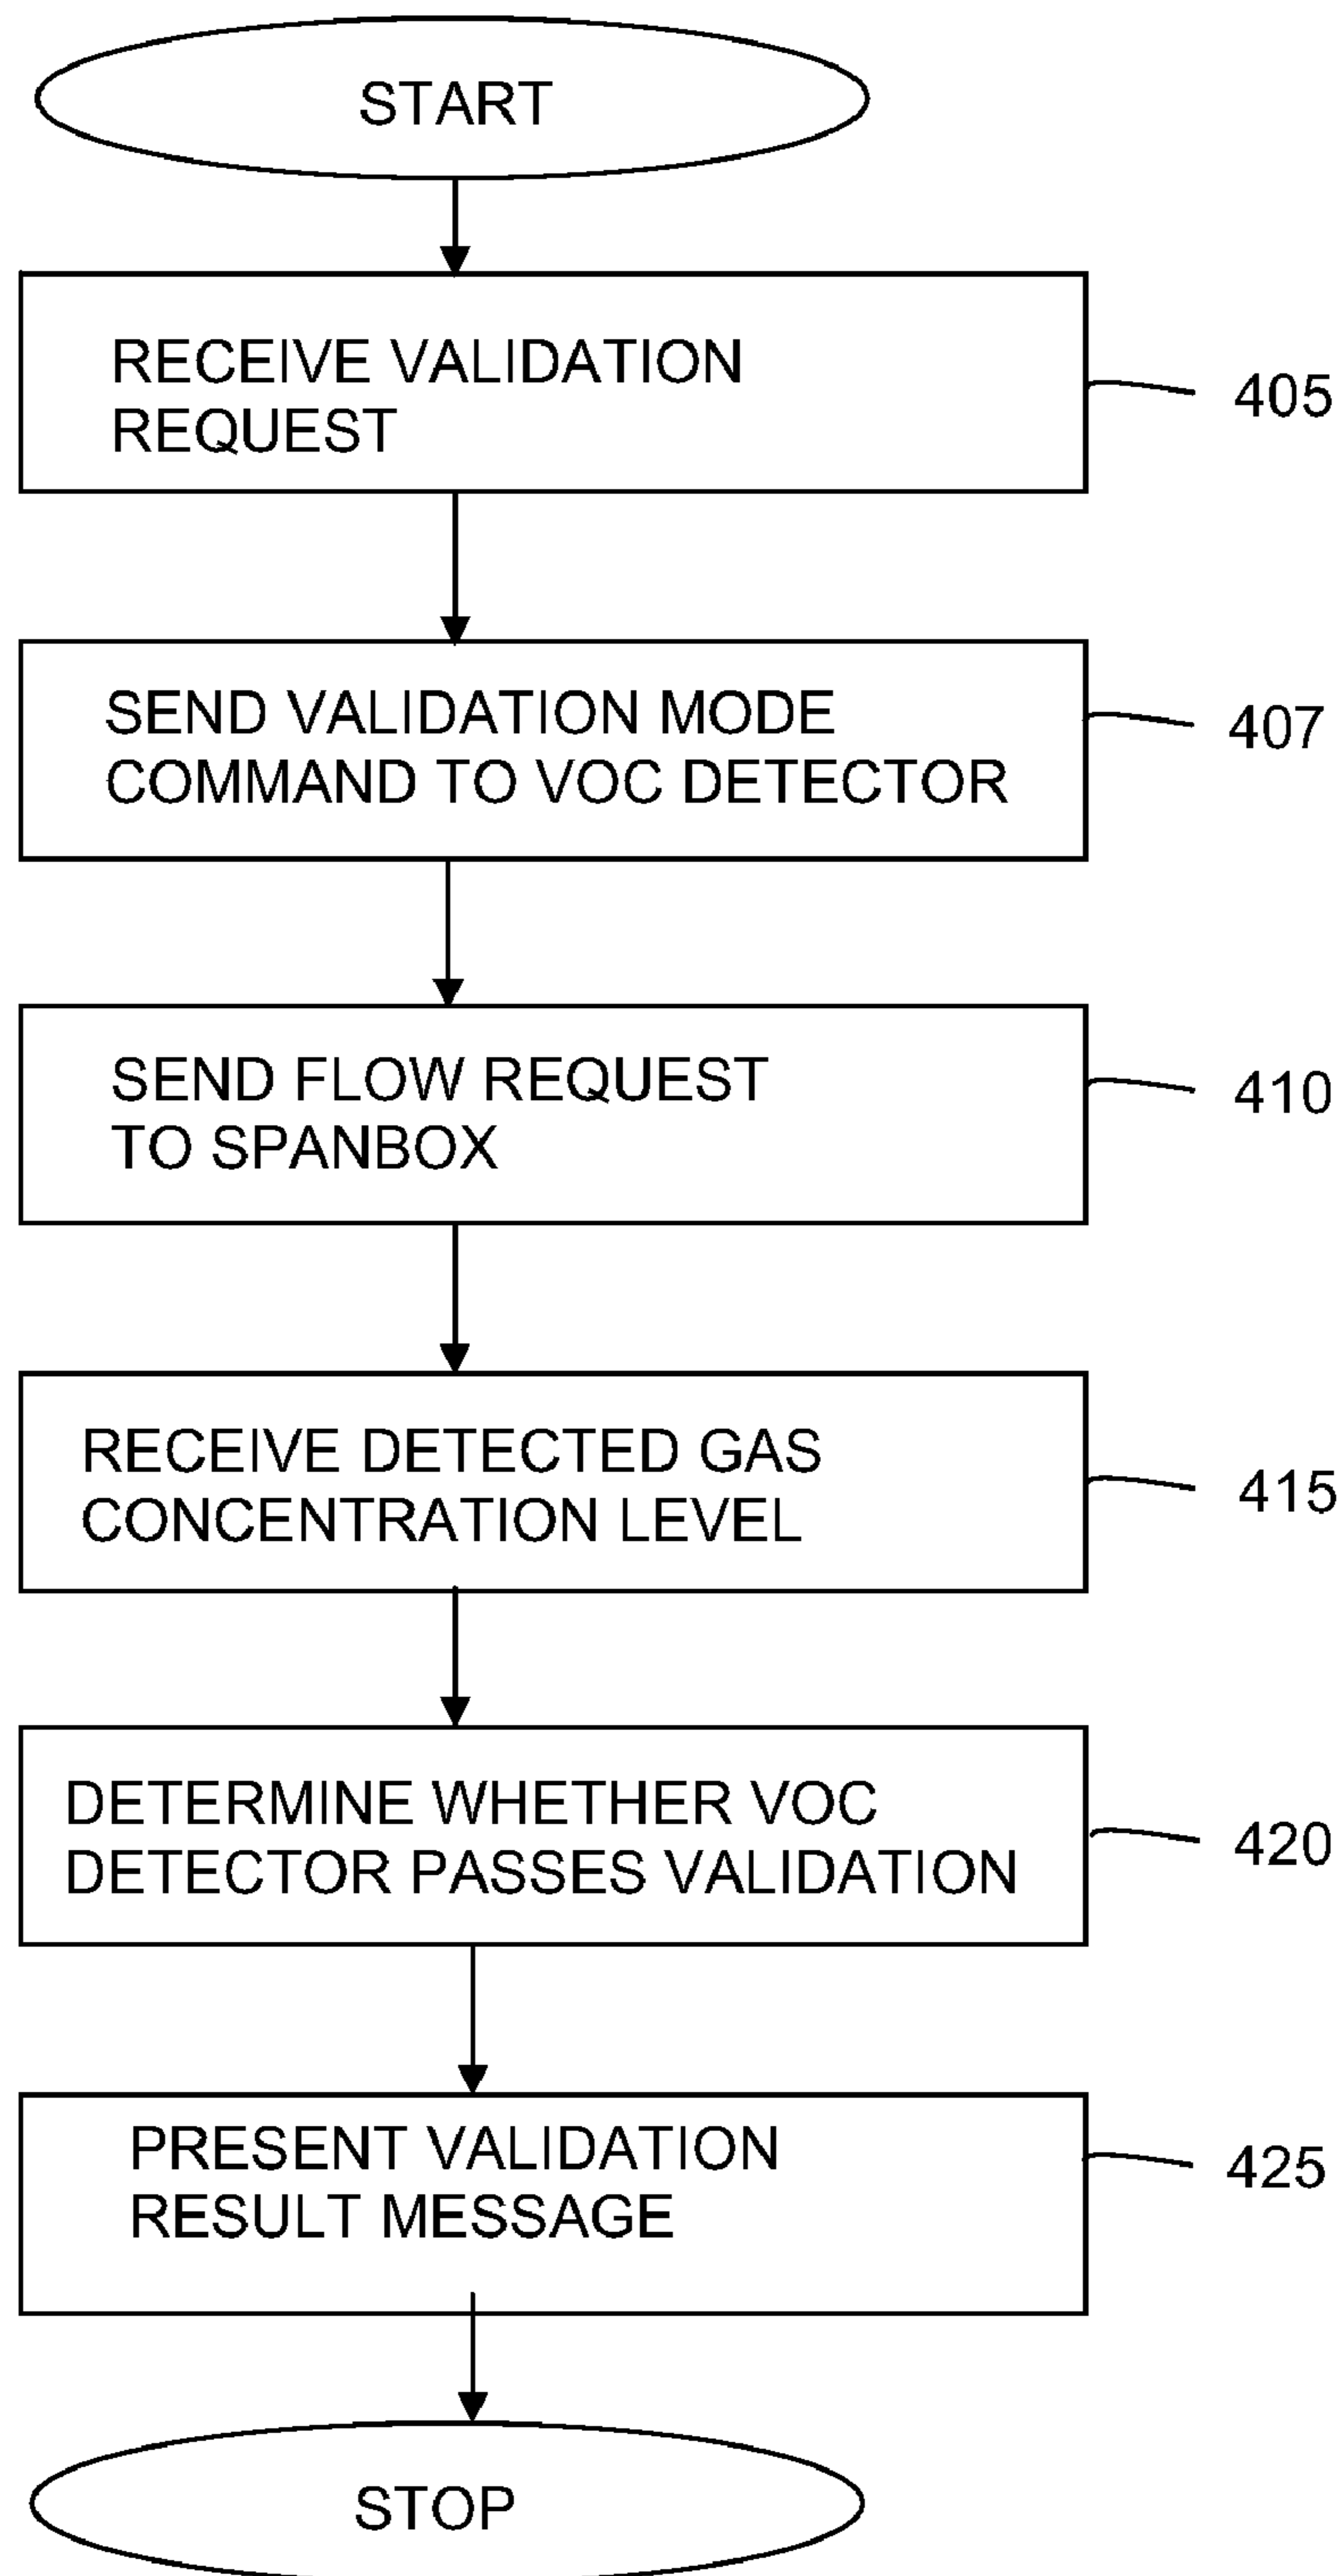 START
RECEIVE VALIDATION
REQUEST
405
SEND VALIDATION MODE
COMMAND TO VOC DETECTOR
407
SEND FLOW REQUEST
TO SPANBOX
410
RECEIVE DETECTED GAS
CONCENTRATION LEVEL
415
DETERMINE WHETHER VOC
DETECTOR PASSES VALIDATION
420
PRESENT VALIDATION
RESULT MESSAGE
425
STOP